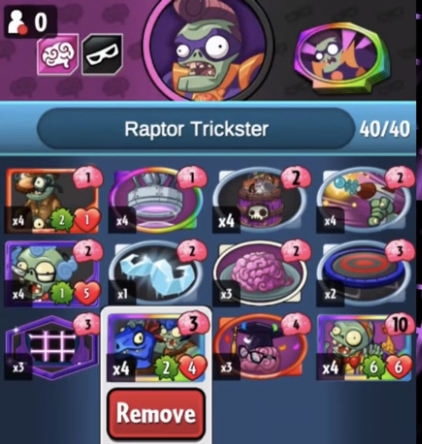 0
Raptor Trickster 40/40
1 1 2 2
x4 2 1 x4 x4 x4
2 2 2 3
x4 1 5 x1 x3 x2
3 3 4 10
x3 x4 2 4 x3 x4 6 6
Remove